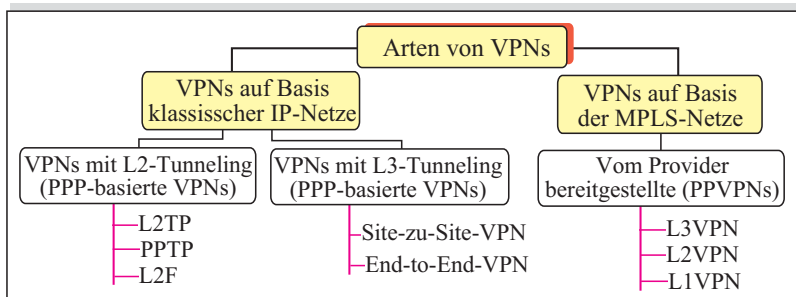 Arten von VPNs
VPNs auf Basis
klassisscher IP-Netze
VPNs auf Basis
der MPLS-Netze
VPNs mit L2-Tunneling
(PPP-basierte VPNs)
VPNs mit L3-Tunneling
(PPP-basierte VPNs)
Vom Provider
bereitgestellte (PPVPNs)
L2TP
PPTP
L2F
Site-zu-Site-VPN
End-to-End-VPN
L3VPN
L2VPN
L1VPN